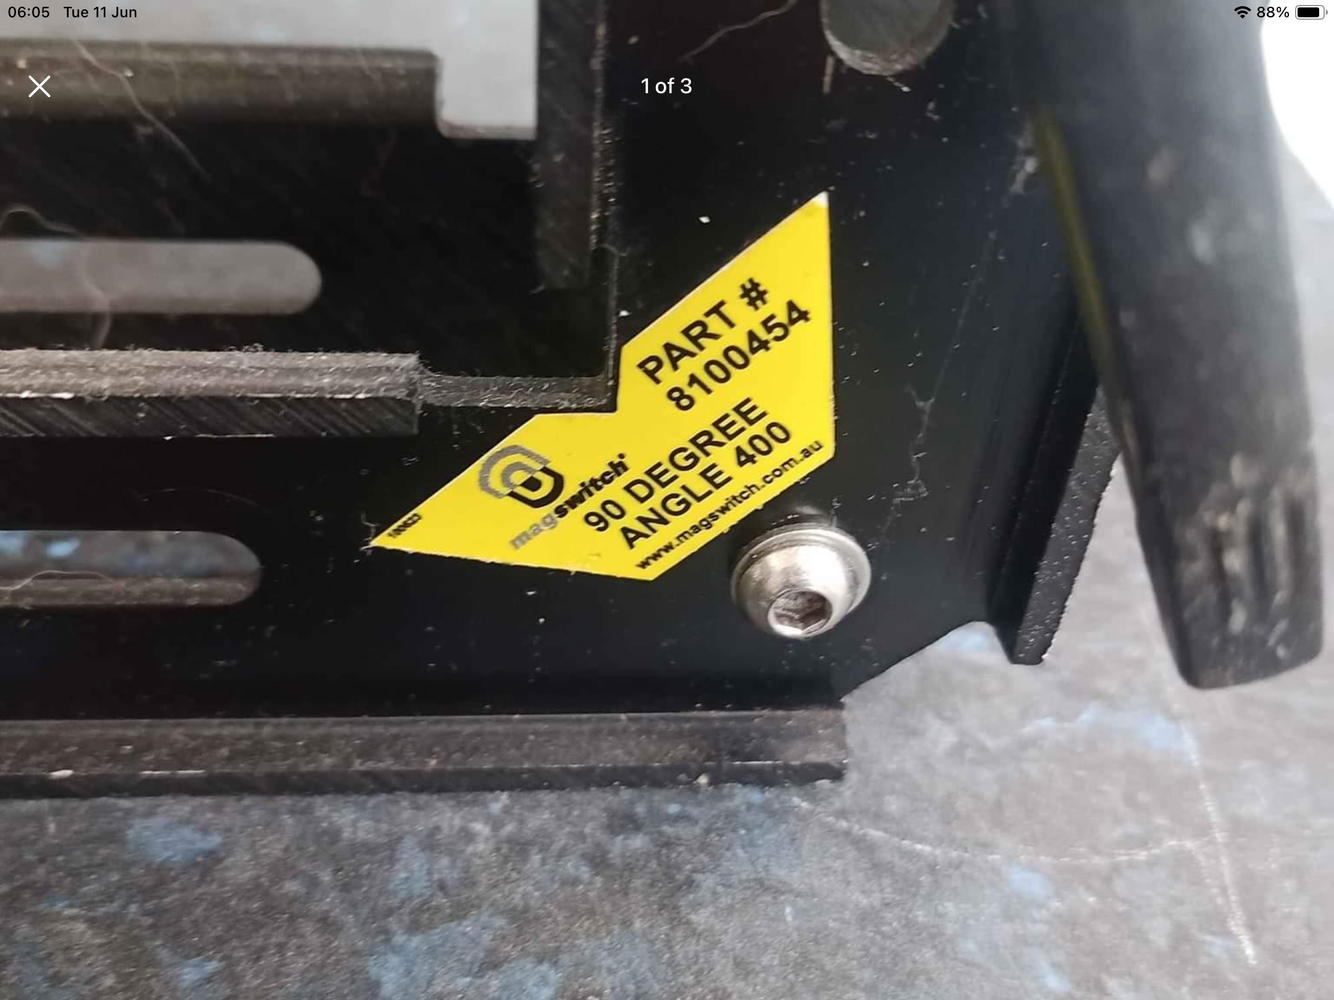 06:05 Tue 11 Jun
88%
1 of 3
PART #
8100454
magswitch
90 DEGREE
ANGLE 400
www.magswitch.com.au